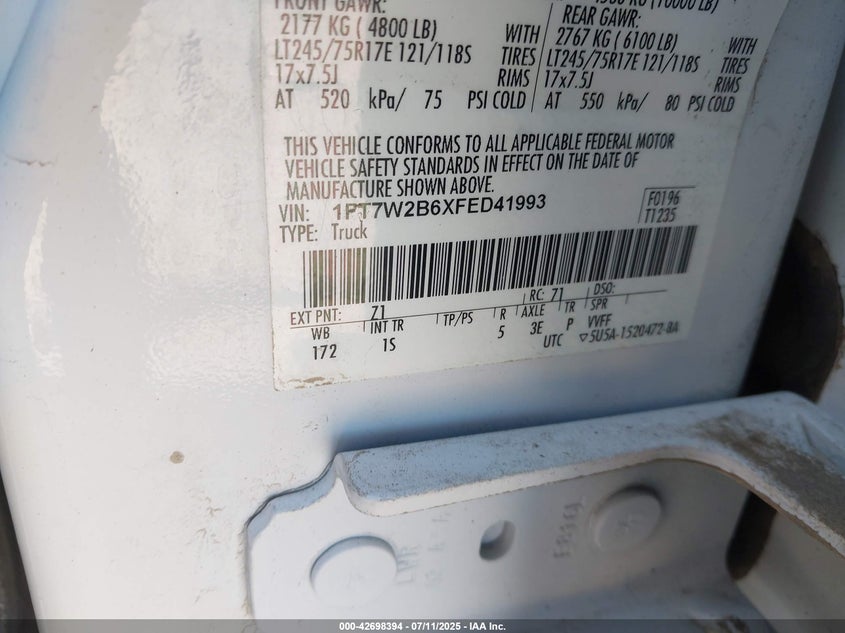 FRONT GAWR:
2177 KG ( 4800 LB)
WITH
LT245/75R17E 121/118S TIRES
17x7.5J RIMS
AT 520 kPa/ 75 PSI COLD
REAR GAWR:
2767 KG ( 6100 LB)
WITH
LT245/75R17E 121/118S TIRES
17x7.5J RIMS
AT 550 kPa/ 80 PSI COLD
THIS VEHICLE CONFORMS TO ALL APPLICABLE FEDERAL MOTOR
VEHICLE SAFETY STANDARDS IN EFFECT ON THE DATE OF
MANUFACTURE SHOWN ABOVE.
VIN: 1FT7W2B6XFED41993
F0196
T1235
TYPE: Truck
EXT PNT: Z1 RC: 71 DSO:
WB INT TR TP/PS R AXLE TR SPR
172 1S 5 3E P VVFF
UTC ▽5U5A-1520472-BA
000-42698394 - 07/11/2025 - IAA Inc.